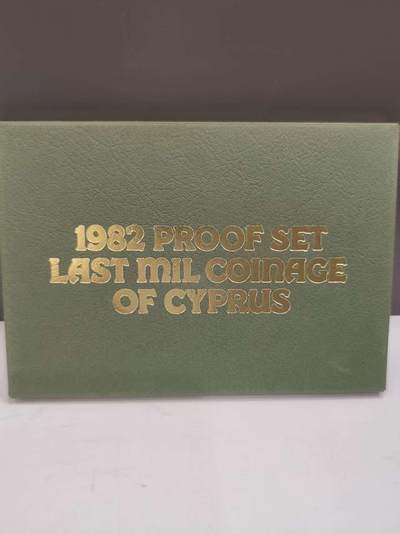 1982 PROOF SET
LAST MIL COINAGE
OF CYPRUS